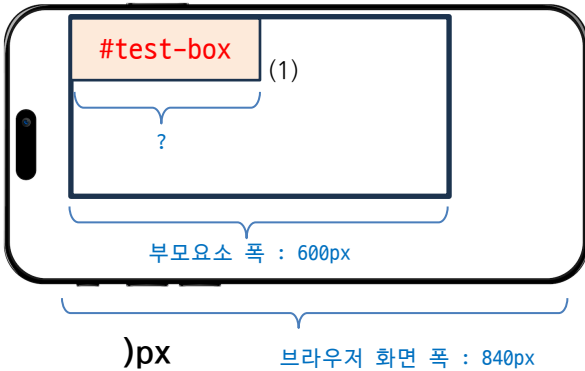 #test-box
(1)
?
부모요소 폭 : 600px
)px
브라우저 화면 폭 : 840px